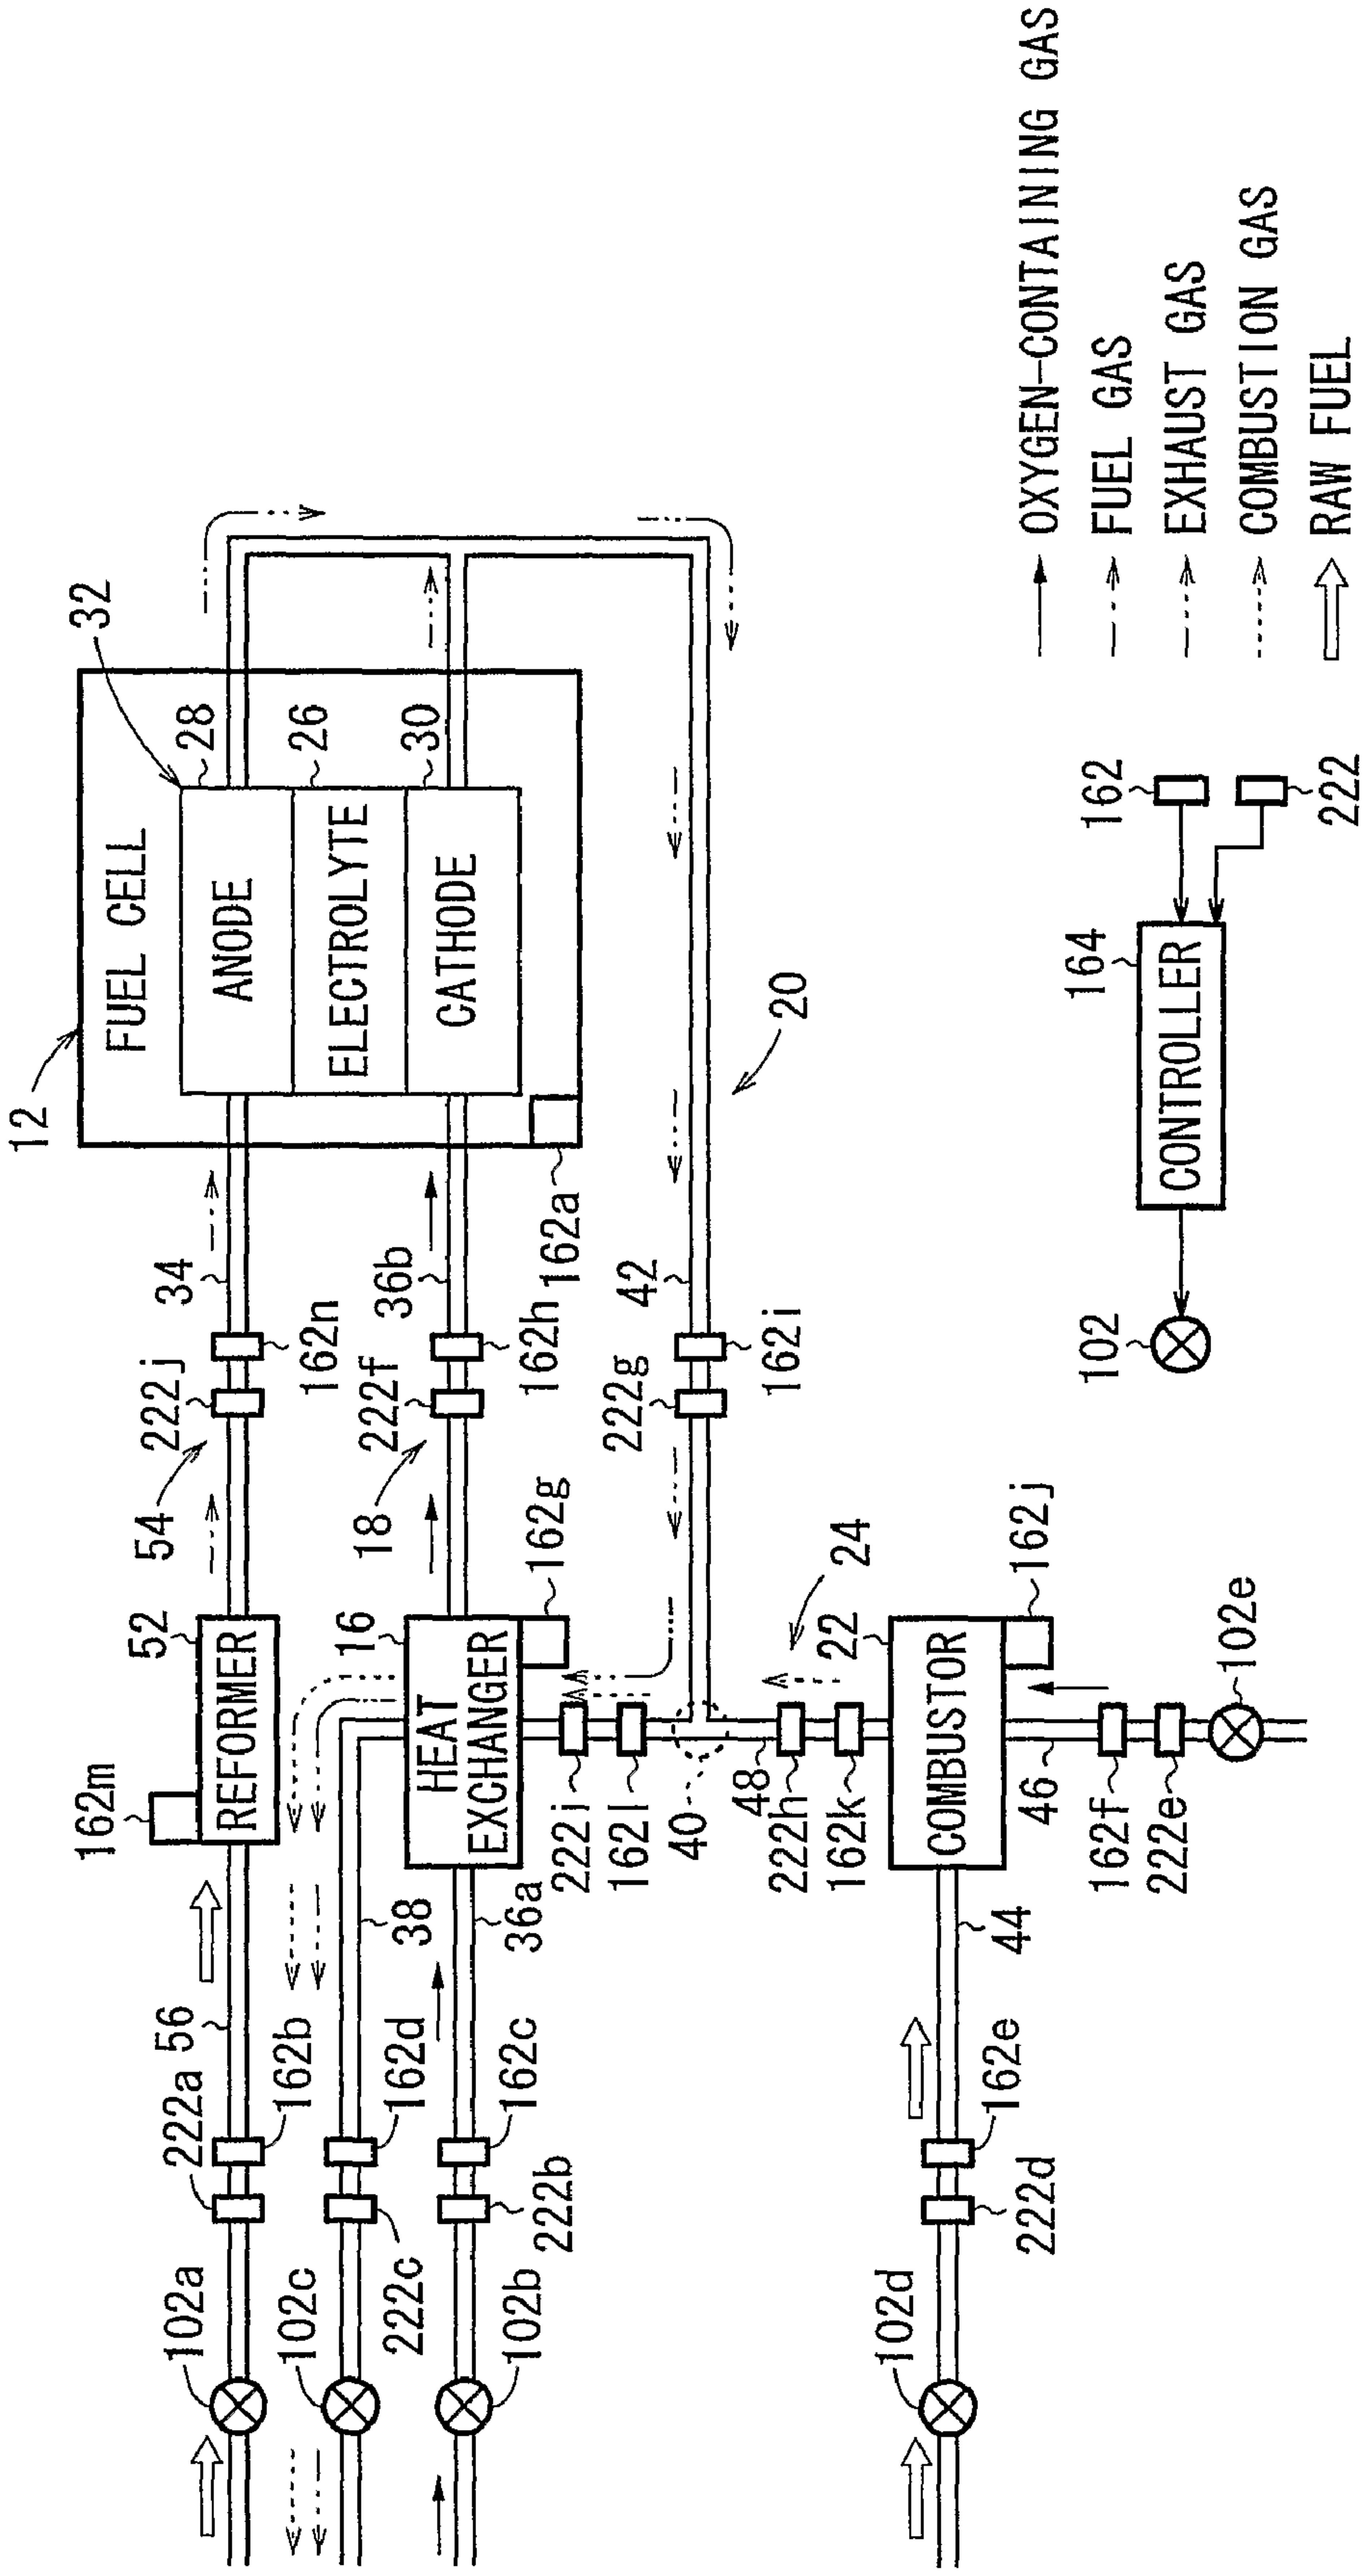 12
FUEL CELL
32
ANODE
28
ELECTROLYTE
26
CATHODE
30
162a
162m
52
REFORMER
54
222j
34
162n
102a
222a
56
162b
16
HEAT
EXCHANGER
18
222f
36b
162h
162g
102c
222c
162d
38
102b
222b
162c
36a
222i
162l
40
222g
42
162i
20
48
222h
162k
24
22
COMBUSTOR
162j
102d
222d
162e
44
46
162f
222e
102e
102
CONTROLLER
164
162
222
OXYGEN-CONTAINING GAS
FUEL GAS
EXHAUST GAS
COMBUSTION GAS
RAW FUEL